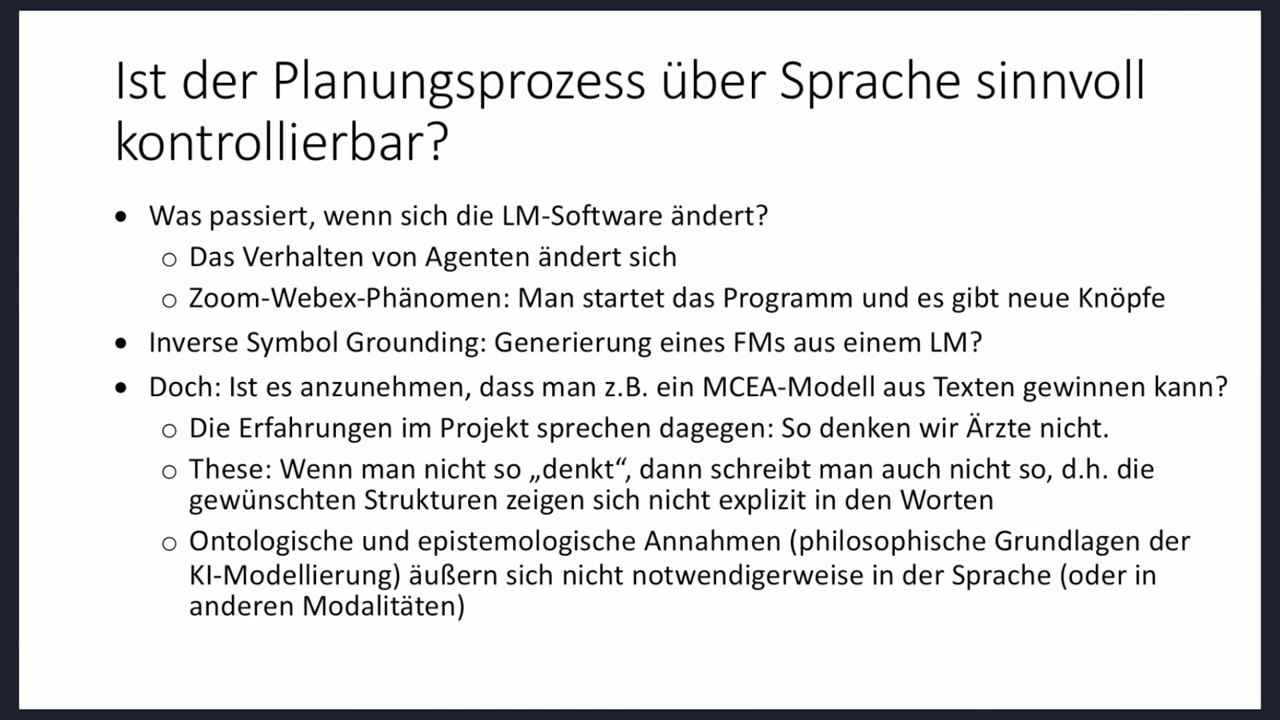 Ist der Planungsprozess über Sprache sinnvoll
kontrollierbar?
• Was passiert, wenn sich die LM-Software ändert?
o Das Verhalten von Agenten ändert sich
o Zoom-Webex-Phänomen: Man startet das Programm und es gibt neue Knöpfe
• Inverse Symbol Grounding: Generierung eines FMs aus einem LM?
• Doch: Ist es anzunehmen, dass man z.B. ein MCEA-Modell aus Texten gewinnen kann?
o Die Erfahrungen im Projekt sprechen dagegen: So denken wir Ärzte nicht.
o These: Wenn man nicht so „denkt“, dann schreibt man auch nicht so, d.h. die
gewünschten Strukturen zeigen sich nicht explizit in den Worten
o Ontologische und epistemologische Annahmen (philosophische Grundlagen der
KI-Modellierung) äußern sich nicht notwendigerweise in der Sprache (oder in
anderen Modalitäten)